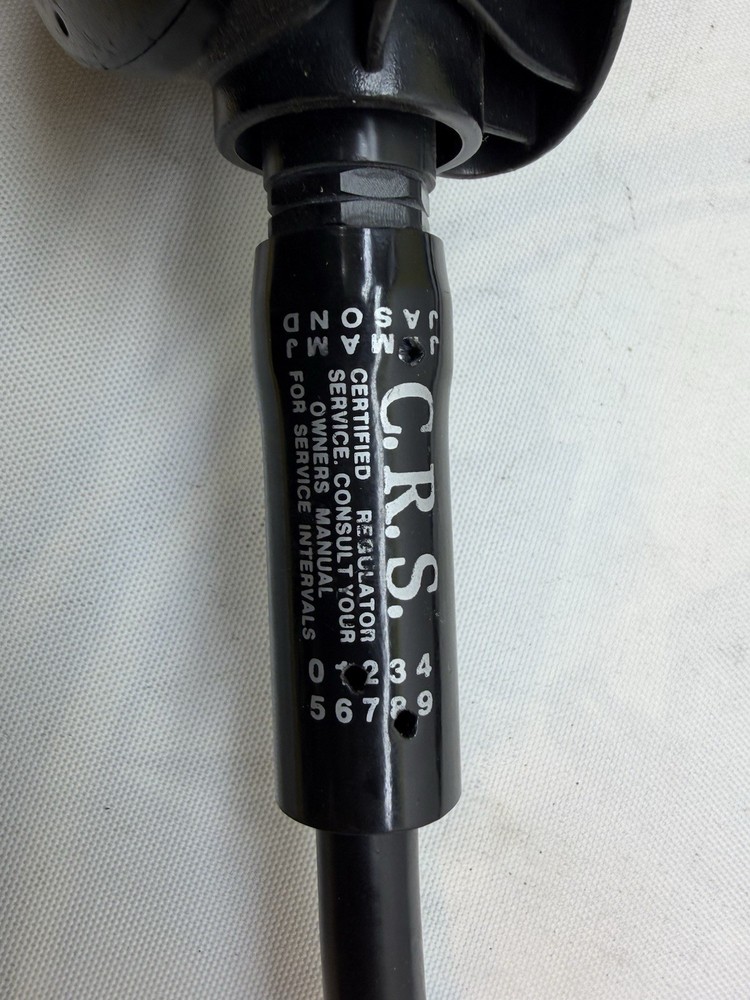 J M A M J
J A S O N D
C.R.S.
CERTIFIED REGULATOR
SERVICE. CONSULT YOUR
OWNERS MANUAL
FOR SERVICE INTERVALS
0 1 2 3 4
5 6 7 8 9